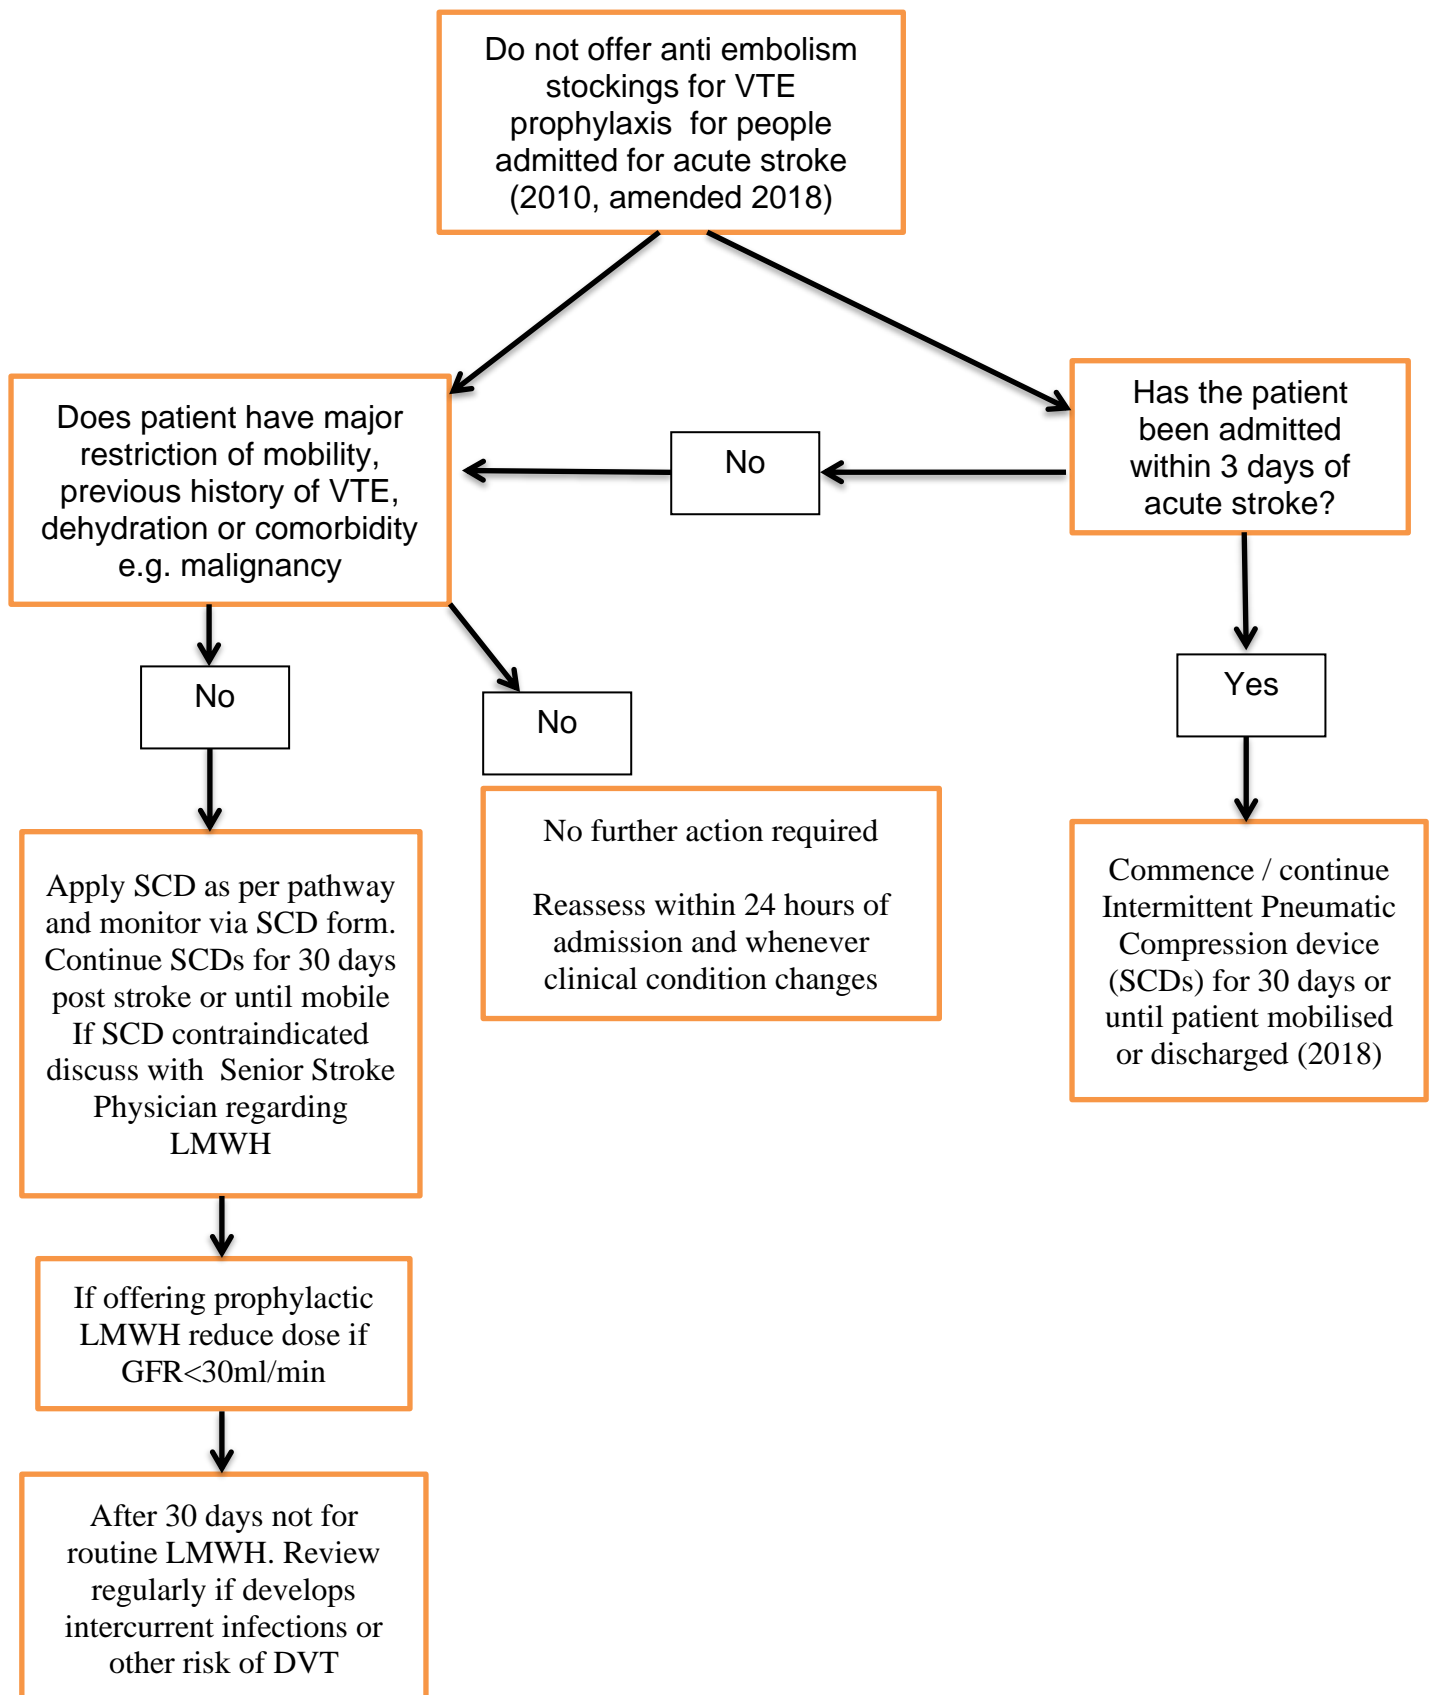 Do not offer anti embolism
stockings for VTE
prophylaxis for people
admitted for acute stroke
(2010, amended 2018)
Does patient have major
restriction of mobility,
previous history of VTE,
dehydration or comorbidity
e.g. malignancy
No
Has the patient
been admitted
within 3 days of
acute stroke?
No
No
Yes
Apply SCD as per pathway
and monitor via SCD form.
Continue SCDs for 30 days
post stroke or until mobile
If SCD contraindicated
discuss with Senior Stroke
Physician regarding
LMWH
No further action required
Reassess within 24 hours of
admission and whenever
clinical condition changes
Commence / continue
Intermittent Pneumatic
Compression device
(SCDs) for 30 days or
until patient mobilised
or discharged (2018)
If offering prophylactic
LMWH reduce dose if
GFR<30ml/min
After 30 days not for
routine LMWH. Review
regularly if develops
intercurrent infections or
other risk of DVT